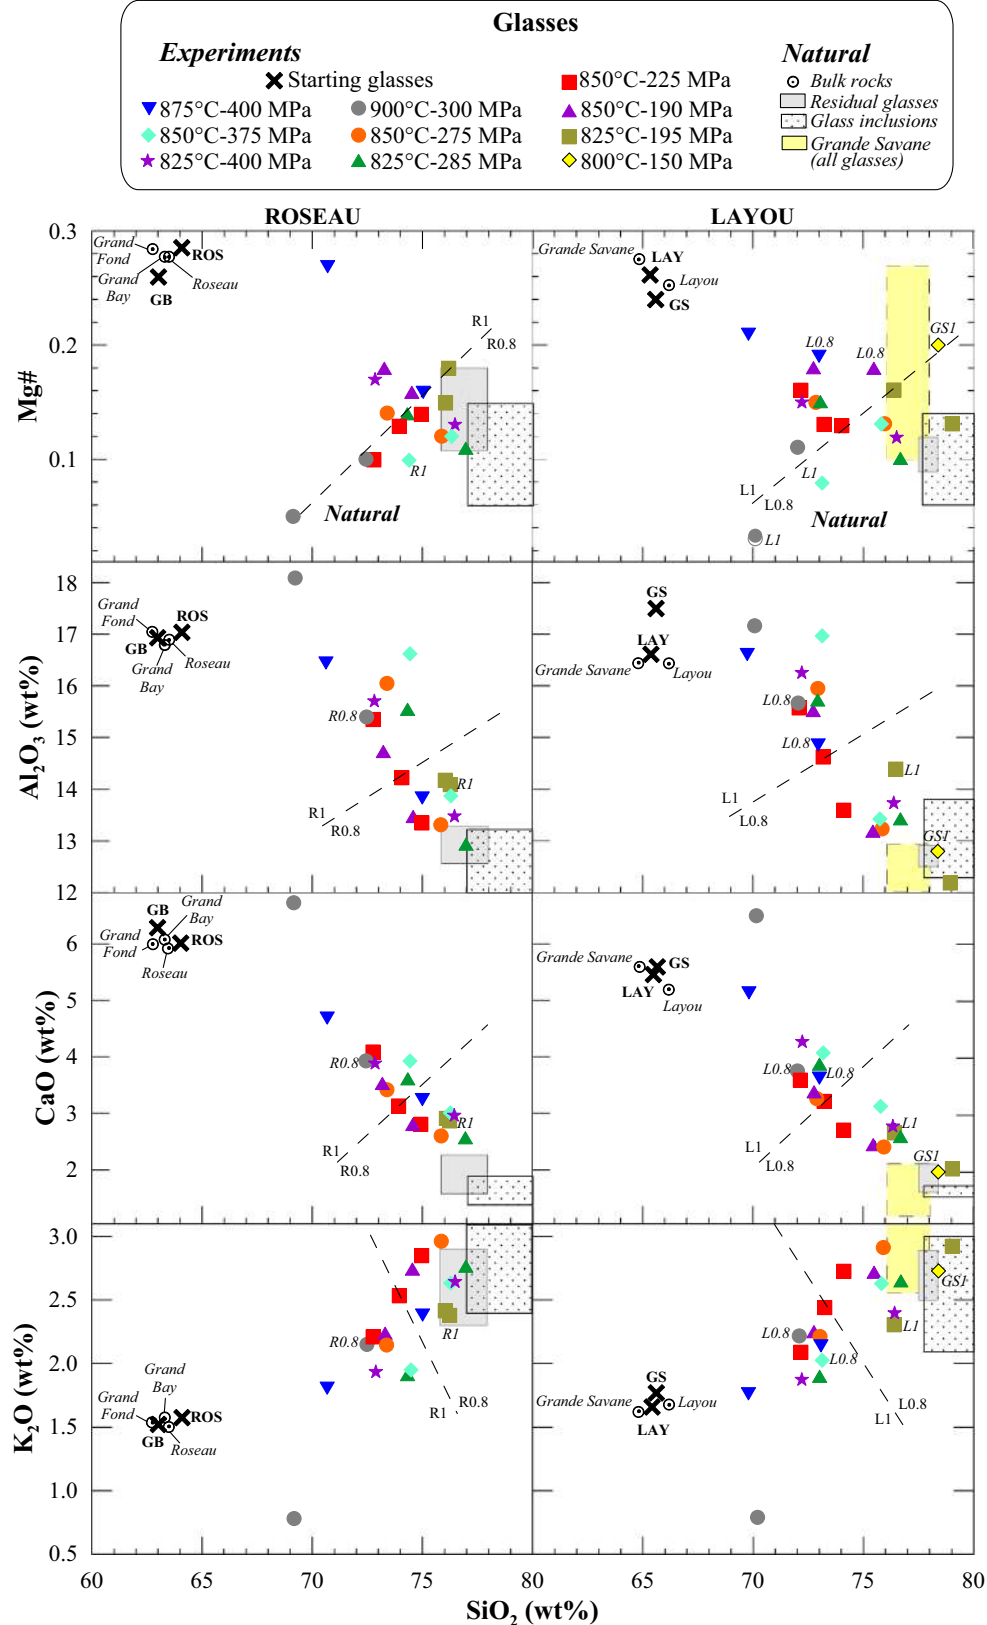 Glasses
Experiments
Natural
Starting glasses
850°C-225 MPa
Bulk rocks
875°C-400 MPa
900°C-300 MPa
850°C-190 MPa
Residual glasses
850°C-375 MPa
850°C-275 MPa
825°C-195 MPa
Glass inclusions
825°C-400 MPa
825°C-285 MPa
800°C-150 MPa
Grande Savane
(all glasses)
ROSEAU
LAYOU
Mg#
0.3
0.2
0.1
Grand
Fond
ROS
Grand
Bay
Roseau
GB
R1
R0.8
R1
Natural
Grande Savane
LAY
Layou
GS
L0.8
L0.8
GS1
L1
L1
L0.8
L1
Natural
Al2O3 (wt%)
18
17
16
15
14
13
12
Grand
Fond
ROS
GB
Roseau
Grand
Bay
R0.8
R1
R1
R0.8
GS
LAY
Grande Savane
Layou
L0.8
L0.8
L1
L1
L0.8
GS1
CaO (wt%)
6
5
4
3
2
GB
Grand
Bay
Grand
Fond
ROS
Roseau
R0.8
R1
R1
R0.8
Grande Savane
GS
LAY
Layou
L0.8
L0.8
L1
L1
L0.8
GS1
K2O (wt%)
3.0
2.5
2.0
1.5
1.0
0.5
R0.8
R1
R0.8
R1
Grand
Bay
Grand
Fond
ROS
GB
Roseau
GS1
L1
L0.8
L0.8
L0.8
L1
GS
Grande Savane
Layou
LAY
60
65
70
75
80
65
70
75
80
SiO2 (wt%)